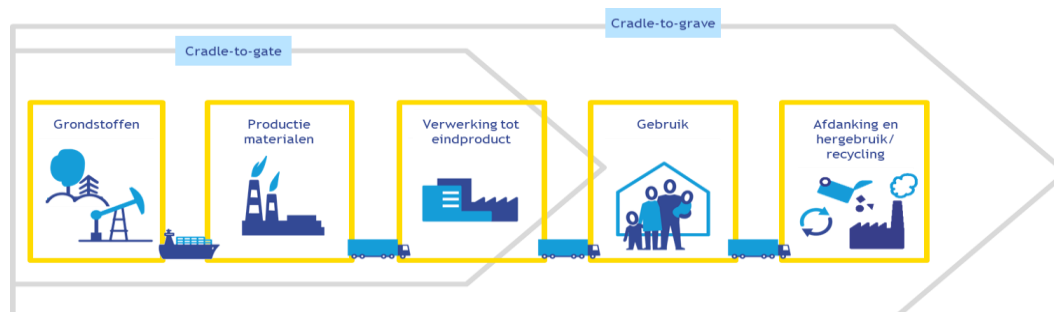 Cradle-to-grave
Cradle-to-gate
Grondstoffen
Productie
materialen
Verwerking tot
eindproduct
Gebruik
Afdanking en
hergebruik/
recycling